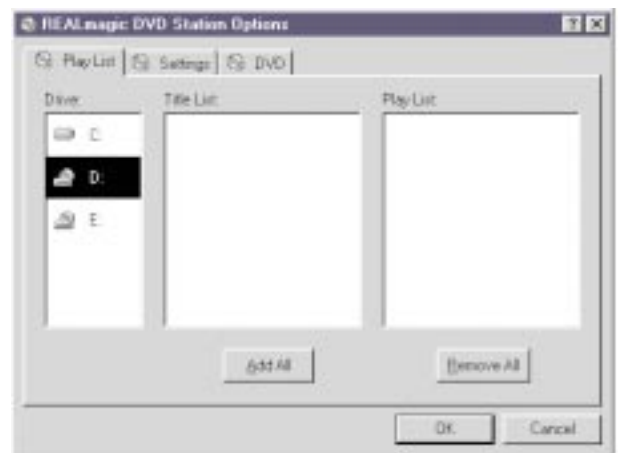 REALmagic DVD Station Options
Play List Settings DVD
Drive: Title List: Play List:
C:
D:
E:
Add All Remove All
OK Cancel